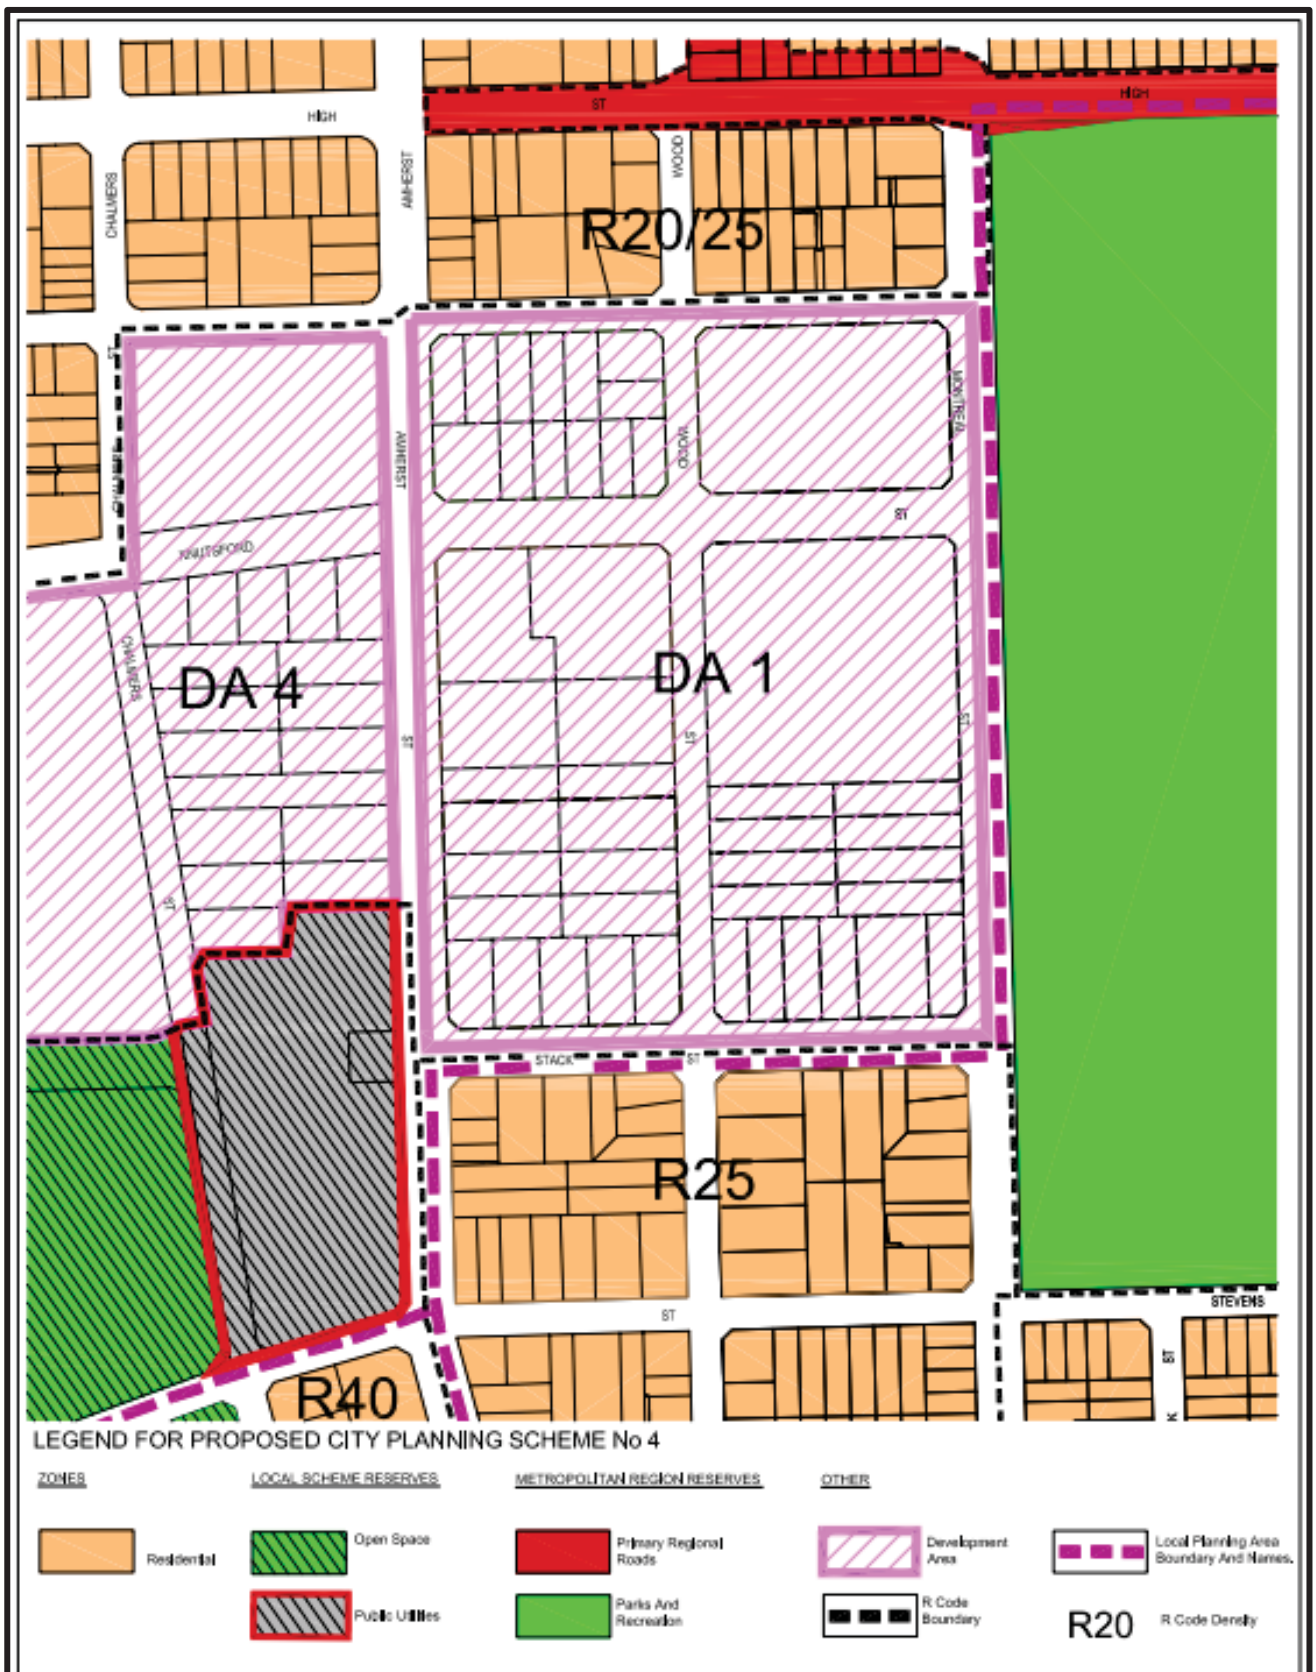 ST
HIGH
HIGH
CHALMERS
AMHERST
WOOD
R20/25
ST
MONTREAL
AMHERST
WOOD
ST
KNUTSFORD
CHALMERS
DA 4
DA 1
ST
ST
ST
ST
STACK
ST
R25
STEVENS
ST
ST
R40
K
LEGEND FOR PROPOSED CITY PLANNING SCHEME No 4
ZONES
LOCAL SCHEME RESERVES
METROPOLITAN REGION RESERVES
OTHER
Residential
Open Space
Public Utilities
Primary Regional
Roads
Parks And
Recreation
Development
Area
R Code
Boundary
Local Planning Area
Boundary And Names.
R20
R Code Density